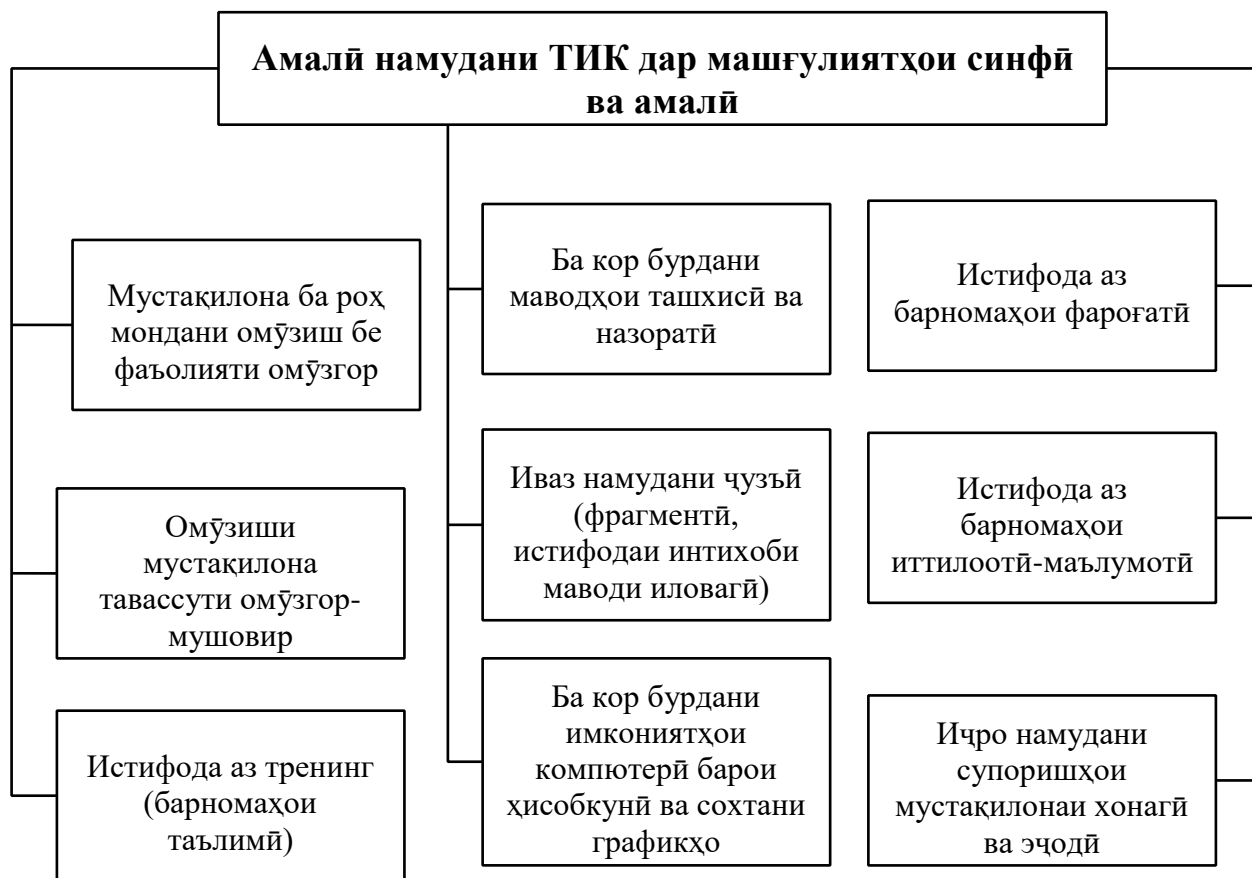 Амалӣ намудани ТИК дар машғулиятҳои синфӣ
ва амалӣ
Мустақилона ба роҳ
мондани омӯзиш бе
фаъолияти омӯзгор
Омӯзиши
мустақилона
тавассути омӯзгор-
мушовир
Истифода аз тренинг
(барномаҳои
таълимӣ)
Ба кор бурдани
маводҳои ташхисӣ ва
назоратӣ
Иваз намудани ҷузъӣ
(фрагментӣ,
истифодаи интихоби
маводи иловагӣ)
Ба кор бурдани
имкониятҳои
компютерӣ барои
ҳисобкунӣ ва сохтани
графикҳо
Истифода аз
барномаҳои фароғатӣ
Истифода аз
барномаҳои
иттилоотӣ-маълумотӣ
Иҷро намудани
супоришҳои
мустақилонаи хонагӣ
ва эҷодӣ